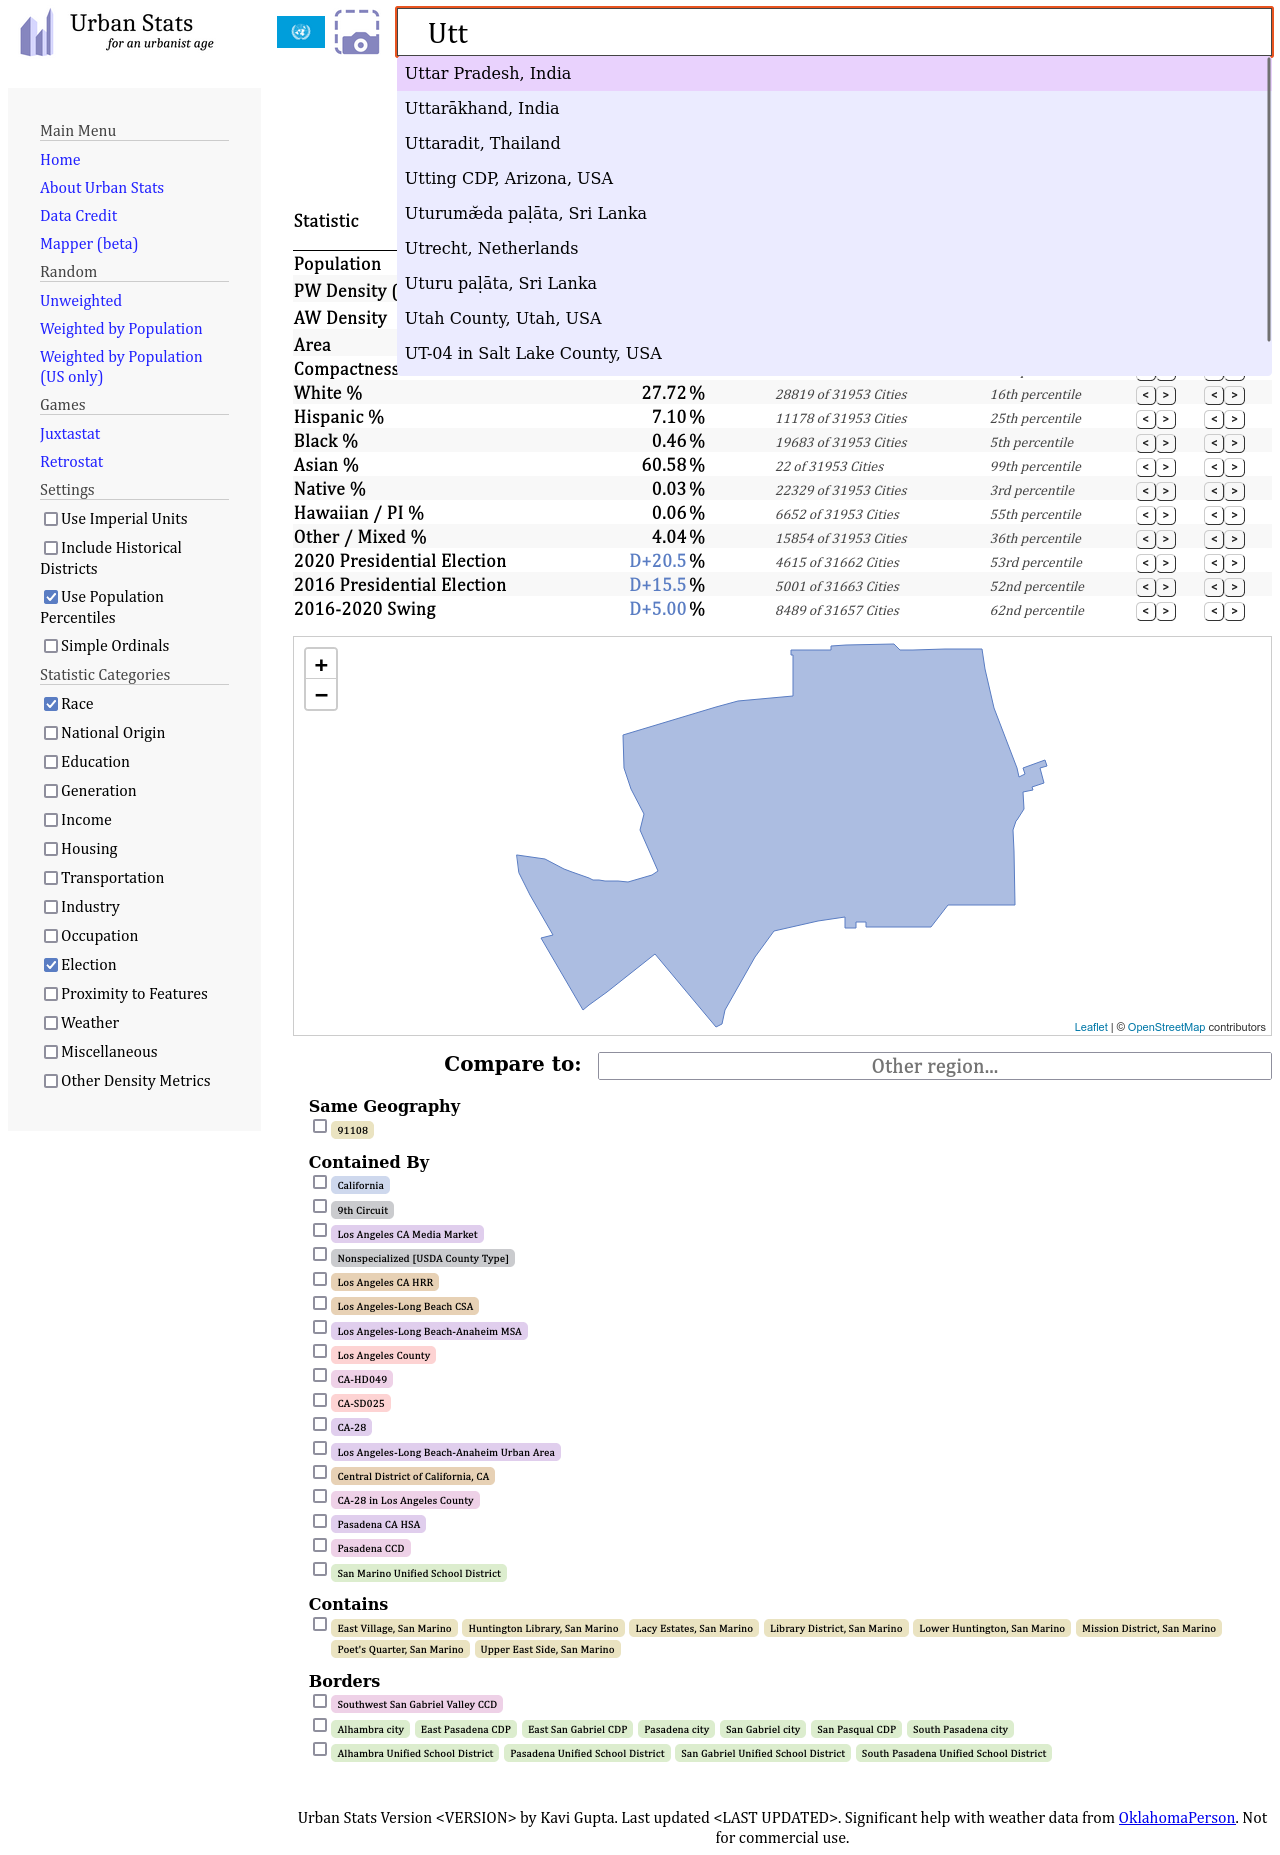 Urban Stats
for an urbanist age
Utt
Uttar Pradesh, India
Uttarākhand, India
Uttaradit, Thailand
Utting CDP, Arizona, USA
Uturumæ̆da paḷāta, Sri Lanka
Utrecht, Netherlands
Uturu paḷāta, Sri Lanka
Utah County, Utah, USA
UT-04 in Salt Lake County, USA
Main Menu
Home
About Urban Stats
Data Credit
Mapper (beta)
Random
Unweighted
Weighted by Population
Weighted by Population
(US only)
Games
Juxtastat
Retrostat
Settings
Use Imperial Units
Include Historical
Districts
Use Population
Percentiles
Simple Ordinals
Statistic Categories
Race
National Origin
Education
Generation
Income
Housing
Transportation
Industry
Occupation
Election
Proximity to Features
Weather
Miscellaneous
Other Density Metrics
Statistic
Population
PW Density (
AW Density
Area
Compactness
White % 27.72% 28819 of 31953 Cities 16th percentile < > < >
Hispanic % 7.10% 11178 of 31953 Cities 25th percentile < > < >
Black % 0.46% 19683 of 31953 Cities 5th percentile < > < >
Asian % 60.58% 22 of 31953 Cities 99th percentile < > < >
Native % 0.03% 22329 of 31953 Cities 3rd percentile < > < >
Hawaiian / PI % 0.06% 6652 of 31953 Cities 55th percentile < > < >
Other / Mixed % 4.04% 15854 of 31953 Cities 36th percentile < > < >
2020 Presidential Election D+20.5% 4615 of 31662 Cities 53rd percentile < > < >
2016 Presidential Election D+15.5% 5001 of 31663 Cities 52nd percentile < > < >
2016-2020 Swing D+5.00% 8489 of 31657 Cities 62nd percentile < > < >
+
−
Leaflet | © OpenStreetMap contributors
Compare to: Other region...
Same Geography
91108
Contained By
California
9th Circuit
Los Angeles CA Media Market
Nonspecialized [USDA County Type]
Los Angeles CA HRR
Los Angeles-Long Beach CSA
Los Angeles-Long Beach-Anaheim MSA
Los Angeles County
CA-HD049
CA-SD025
CA-28
Los Angeles-Long Beach-Anaheim Urban Area
Central District of California, CA
CA-28 in Los Angeles County
Pasadena CA HSA
Pasadena CCD
San Marino Unified School District
Contains
East Village, San Marino Huntington Library, San Marino Lacy Estates, San Marino Library District, San Marino Lower Huntington, San Marino Mission District, San Marino
Poet's Quarter, San Marino Upper East Side, San Marino
Borders
Southwest San Gabriel Valley CCD
Alhambra city East Pasadena CDP East San Gabriel CDP Pasadena city San Gabriel city San Pasqual CDP South Pasadena city
Alhambra Unified School District Pasadena Unified School District San Gabriel Unified School District South Pasadena Unified School District
Urban Stats Version <VERSION> by Kavi Gupta. Last updated <LAST UPDATED>. Significant help with weather data from OklahomaPerson. Not
for commercial use.